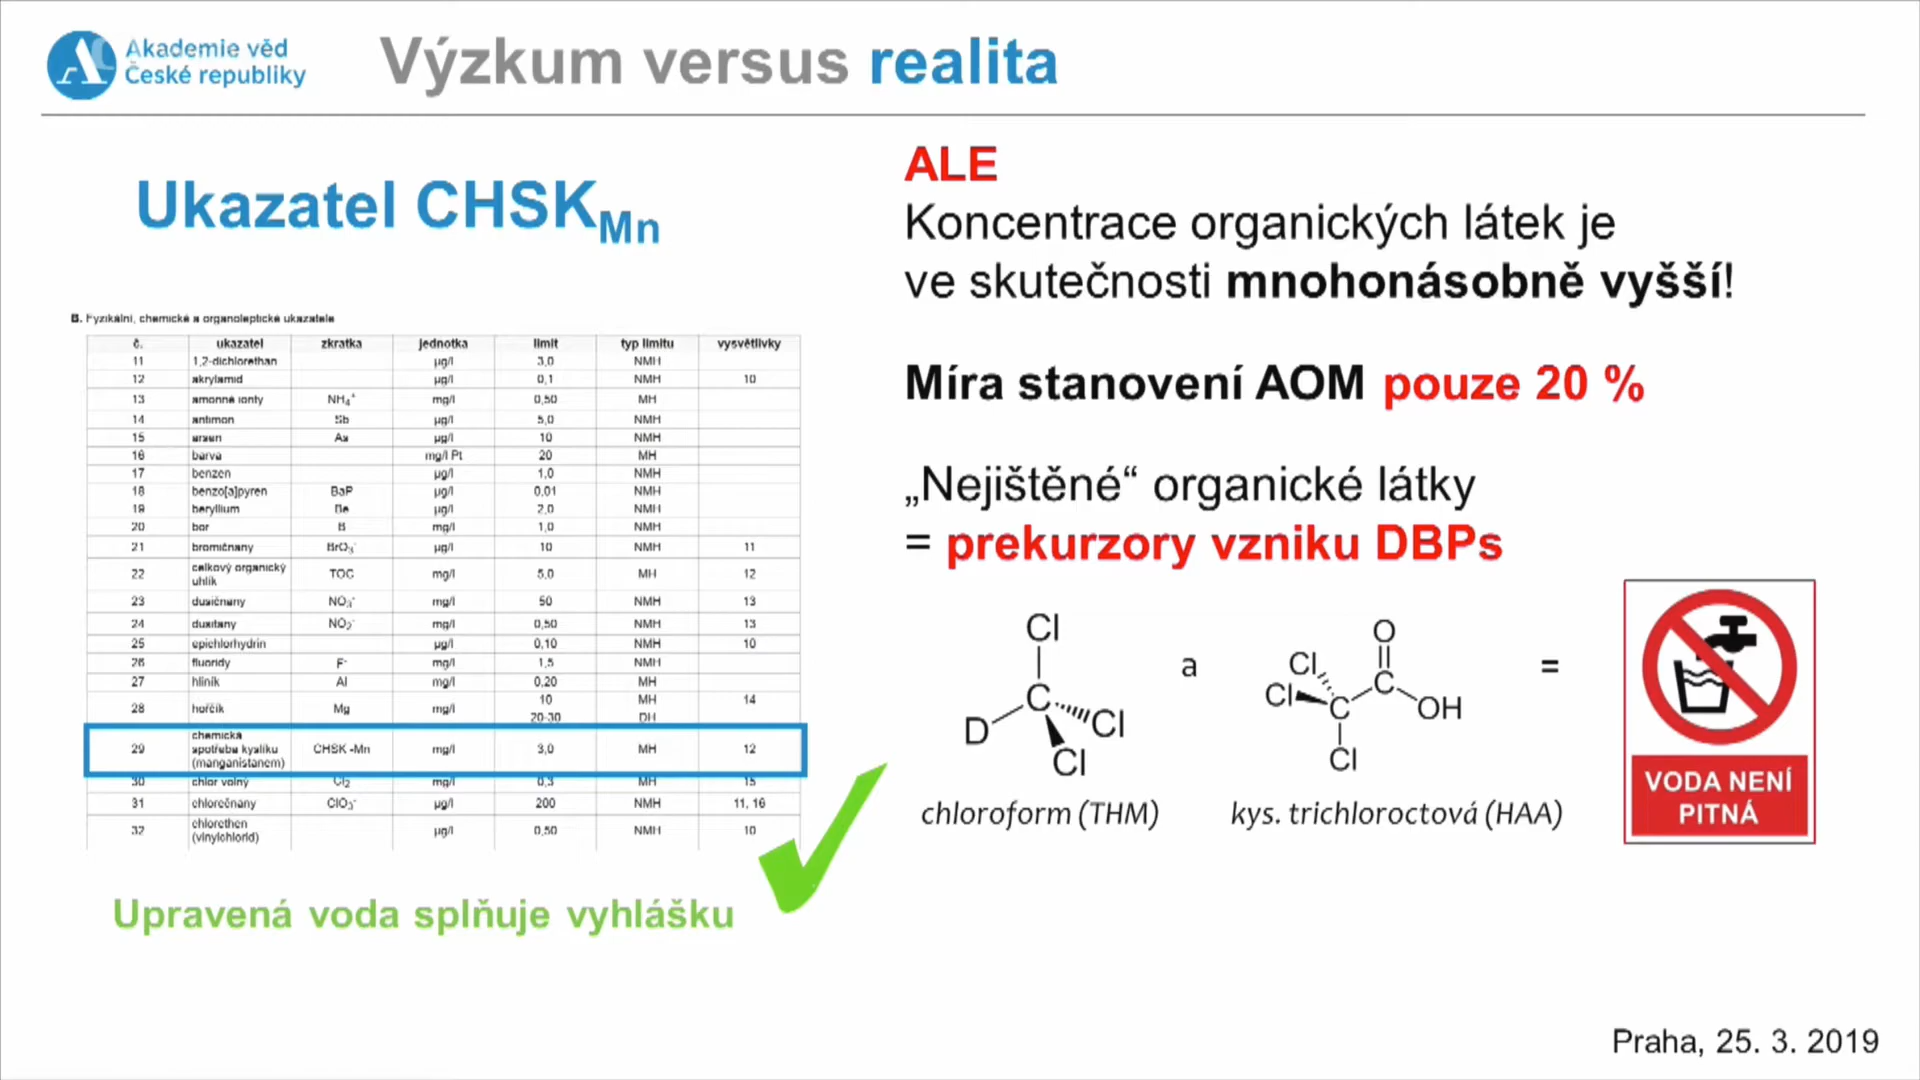 Akademie věd
České republiky
Výzkum versus realita
Ukazatel CHSKMn
B. Fyzikální, chemické a organoleptické ukazatele
č. ukazatel zkratka jednotka limit typ limitu vysvětlivky
11 1,2-dichlorethan µg/l 3,0 NMH
12 akrylamid µg/l 0,1 NMH 10
13 amonné ionty NH4+ mg/l 0,50 MH
14 antimon Sb µg/l 5,0 NMH
15 arsen As µg/l 10 NMH
16 barva mg/l Pt 20 MH
17 benzen µg/l 1,0 NMH
18 benzo[a]pyren BaP µg/l 0,01 NMH
19 beryllium Be µg/l 2,0 NMH
20 bor B mg/l 1,0 NMH
21 bromičnany BrO3- µg/l 10 NMH 11
22 celkový organický uhlík TOC mg/l 5,0 MH 12
23 dusičnany NO3- mg/l 50 NMH 13
24 dusitany NO2- mg/l 0,50 NMH 13
25 epichlorhydrin µg/l 0,10 NMH 10
26 fluoridy F- mg/l 1,5 NMH
27 hliník Al mg/l 0,20 MH
28 hořčík Mg mg/l 10 MH 14
20-30 DH
29 chemická spotřeba kyslíku (manganistanem) CHSK-Mn mg/l 3,0 MH 12
30 chlor volný Cl2 mg/l 0,3 MH 15
31 chlorečnany ClO3- µg/l 200 NMH 11, 16
32 chlorethen (vinylchlorid) µg/l 0,50 NMH 10
Upravená voda splňuje vyhlášku
ALE
Koncentrace organických látek je
ve skutečnosti mnohonásobně vyšší!
Míra stanovení AOM pouze 20 %
„Nejištěné“ organické látky
= prekurzory vzniku DBPs
Cl
C
D
Cl
Cl
chloroform (THM)
a
O
Cl
C
Cl
C
OH
Cl
kys. trichloroctová (HAA)
=
VODA NENÍ
PITNÁ
Praha, 25. 3. 2019